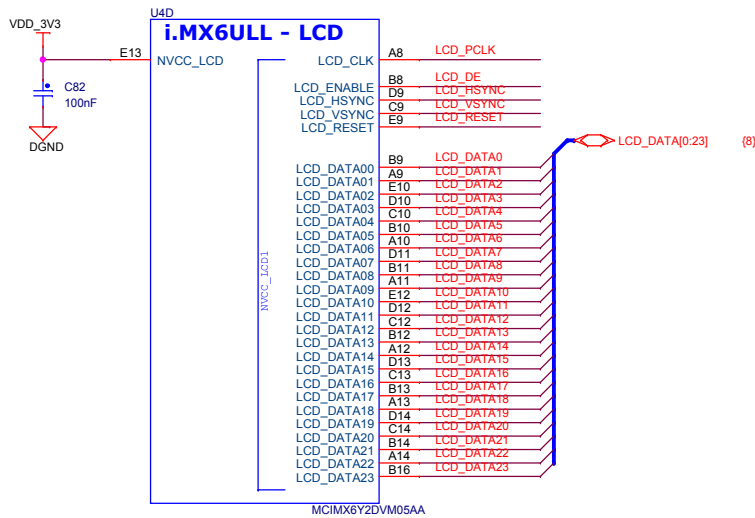 U4D
VDD_3V3
i.MX6ULL - LCD
E13 NVCC_LCD LCD_CLK A8 LCD_PCLK
C82
100nF
DGND
LCD_ENABLE B8 LCD_DE
LCD_HSYNC D9 LCD_HSYNC
LCD_VSYNC C9 LCD_VSYNC
LCD_RESET E9 LCD_RESET
LCD_DATA[0:23] {8}
NVCC_LCD1
LCD_DATA00 B9 LCD_DATA0
LCD_DATA01 A9 LCD_DATA1
LCD_DATA02 E10 LCD_DATA2
LCD_DATA03 D10 LCD_DATA3
LCD_DATA04 C10 LCD_DATA4
LCD_DATA05 B10 LCD_DATA5
LCD_DATA06 A10 LCD_DATA6
LCD_DATA07 D11 LCD_DATA7
LCD_DATA08 B11 LCD_DATA8
LCD_DATA09 A11 LCD_DATA9
LCD_DATA10 E12 LCD_DATA10
LCD_DATA11 D12 LCD_DATA11
LCD_DATA12 C12 LCD_DATA12
LCD_DATA13 B12 LCD_DATA13
LCD_DATA14 A12 LCD_DATA14
LCD_DATA15 D13 LCD_DATA15
LCD_DATA16 C13 LCD_DATA16
LCD_DATA17 B13 LCD_DATA17
LCD_DATA18 A13 LCD_DATA18
LCD_DATA19 D14 LCD_DATA19
LCD_DATA20 C14 LCD_DATA20
LCD_DATA21 B14 LCD_DATA21
LCD_DATA22 A14 LCD_DATA22
LCD_DATA23 B16 LCD_DATA23
MCIMX6Y2DVM05AA